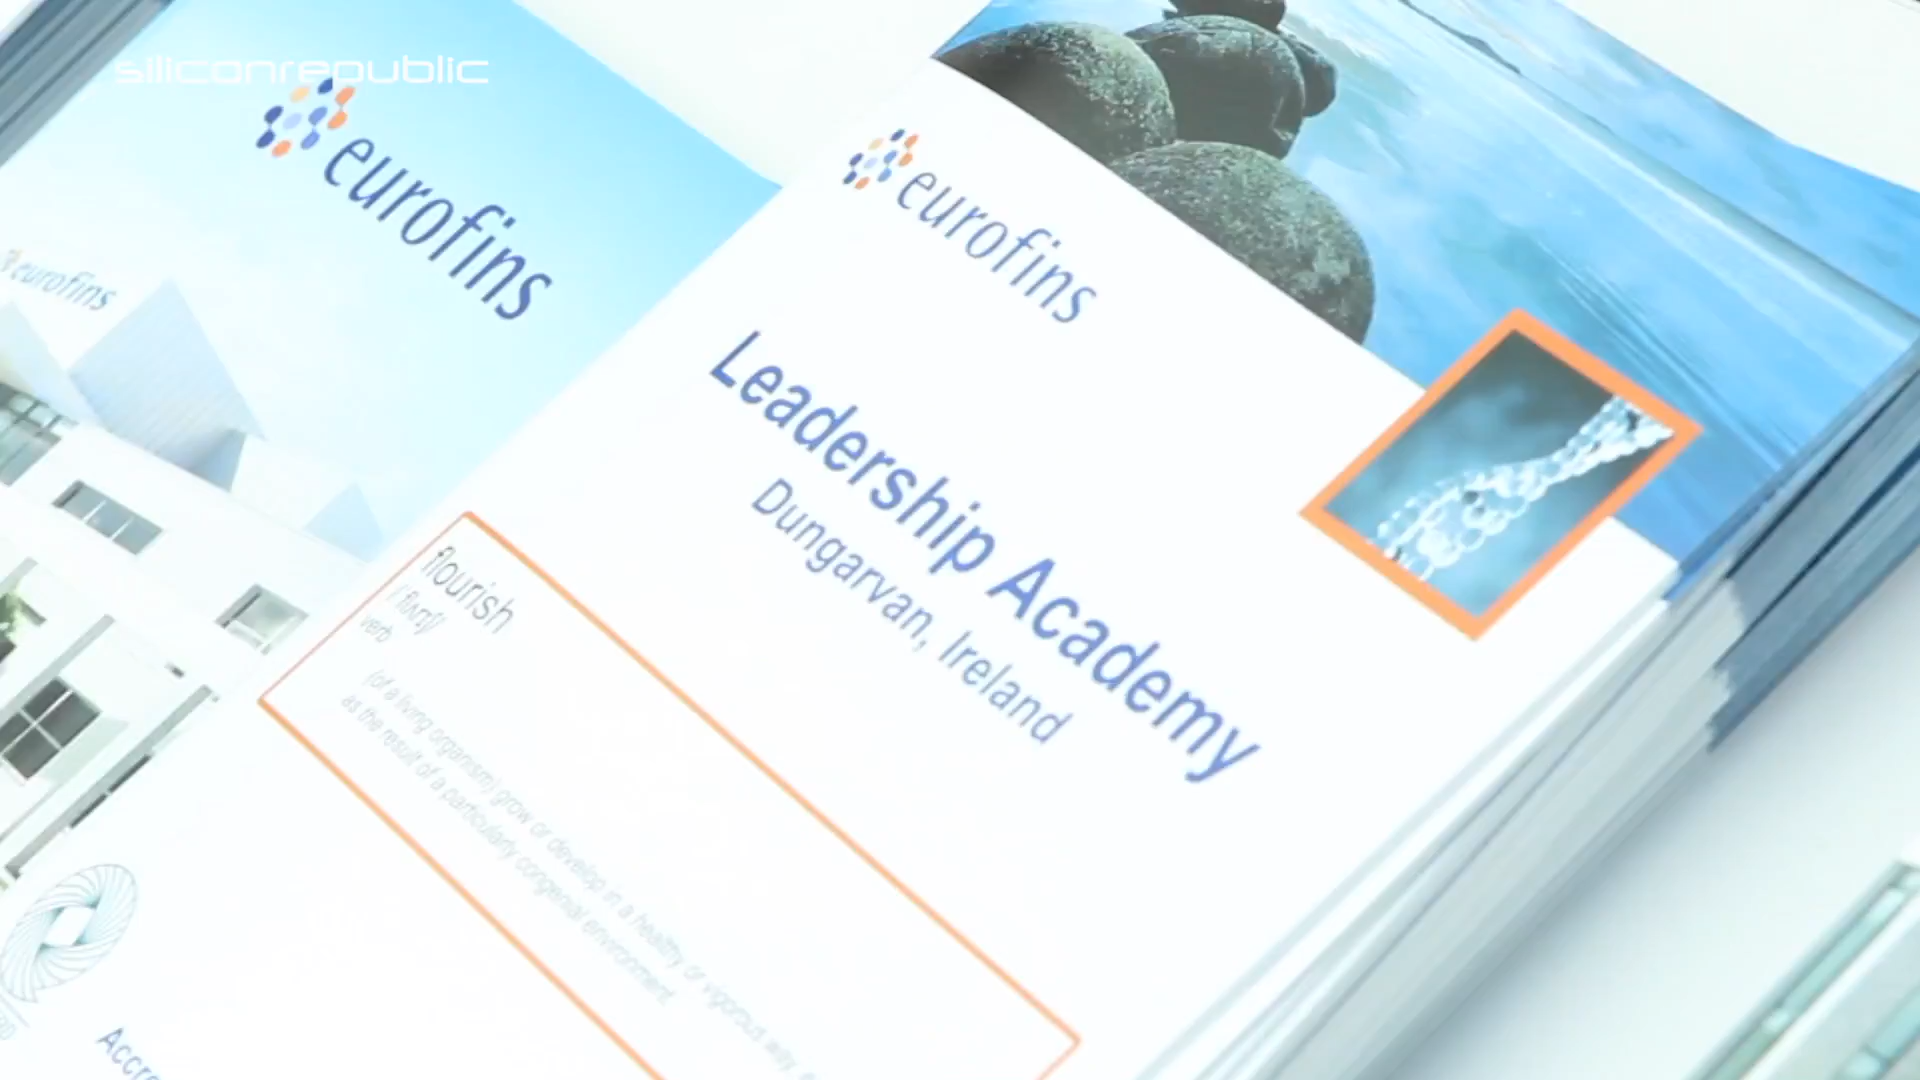 siliconrepublic
eurofins
eurofins
eurofins
Leadership Academy
Dungarvan, Ireland
flourish
verb
(of a living organism) grow or develop in a healthy or vigorous way
as the result of a particularly congenial environment